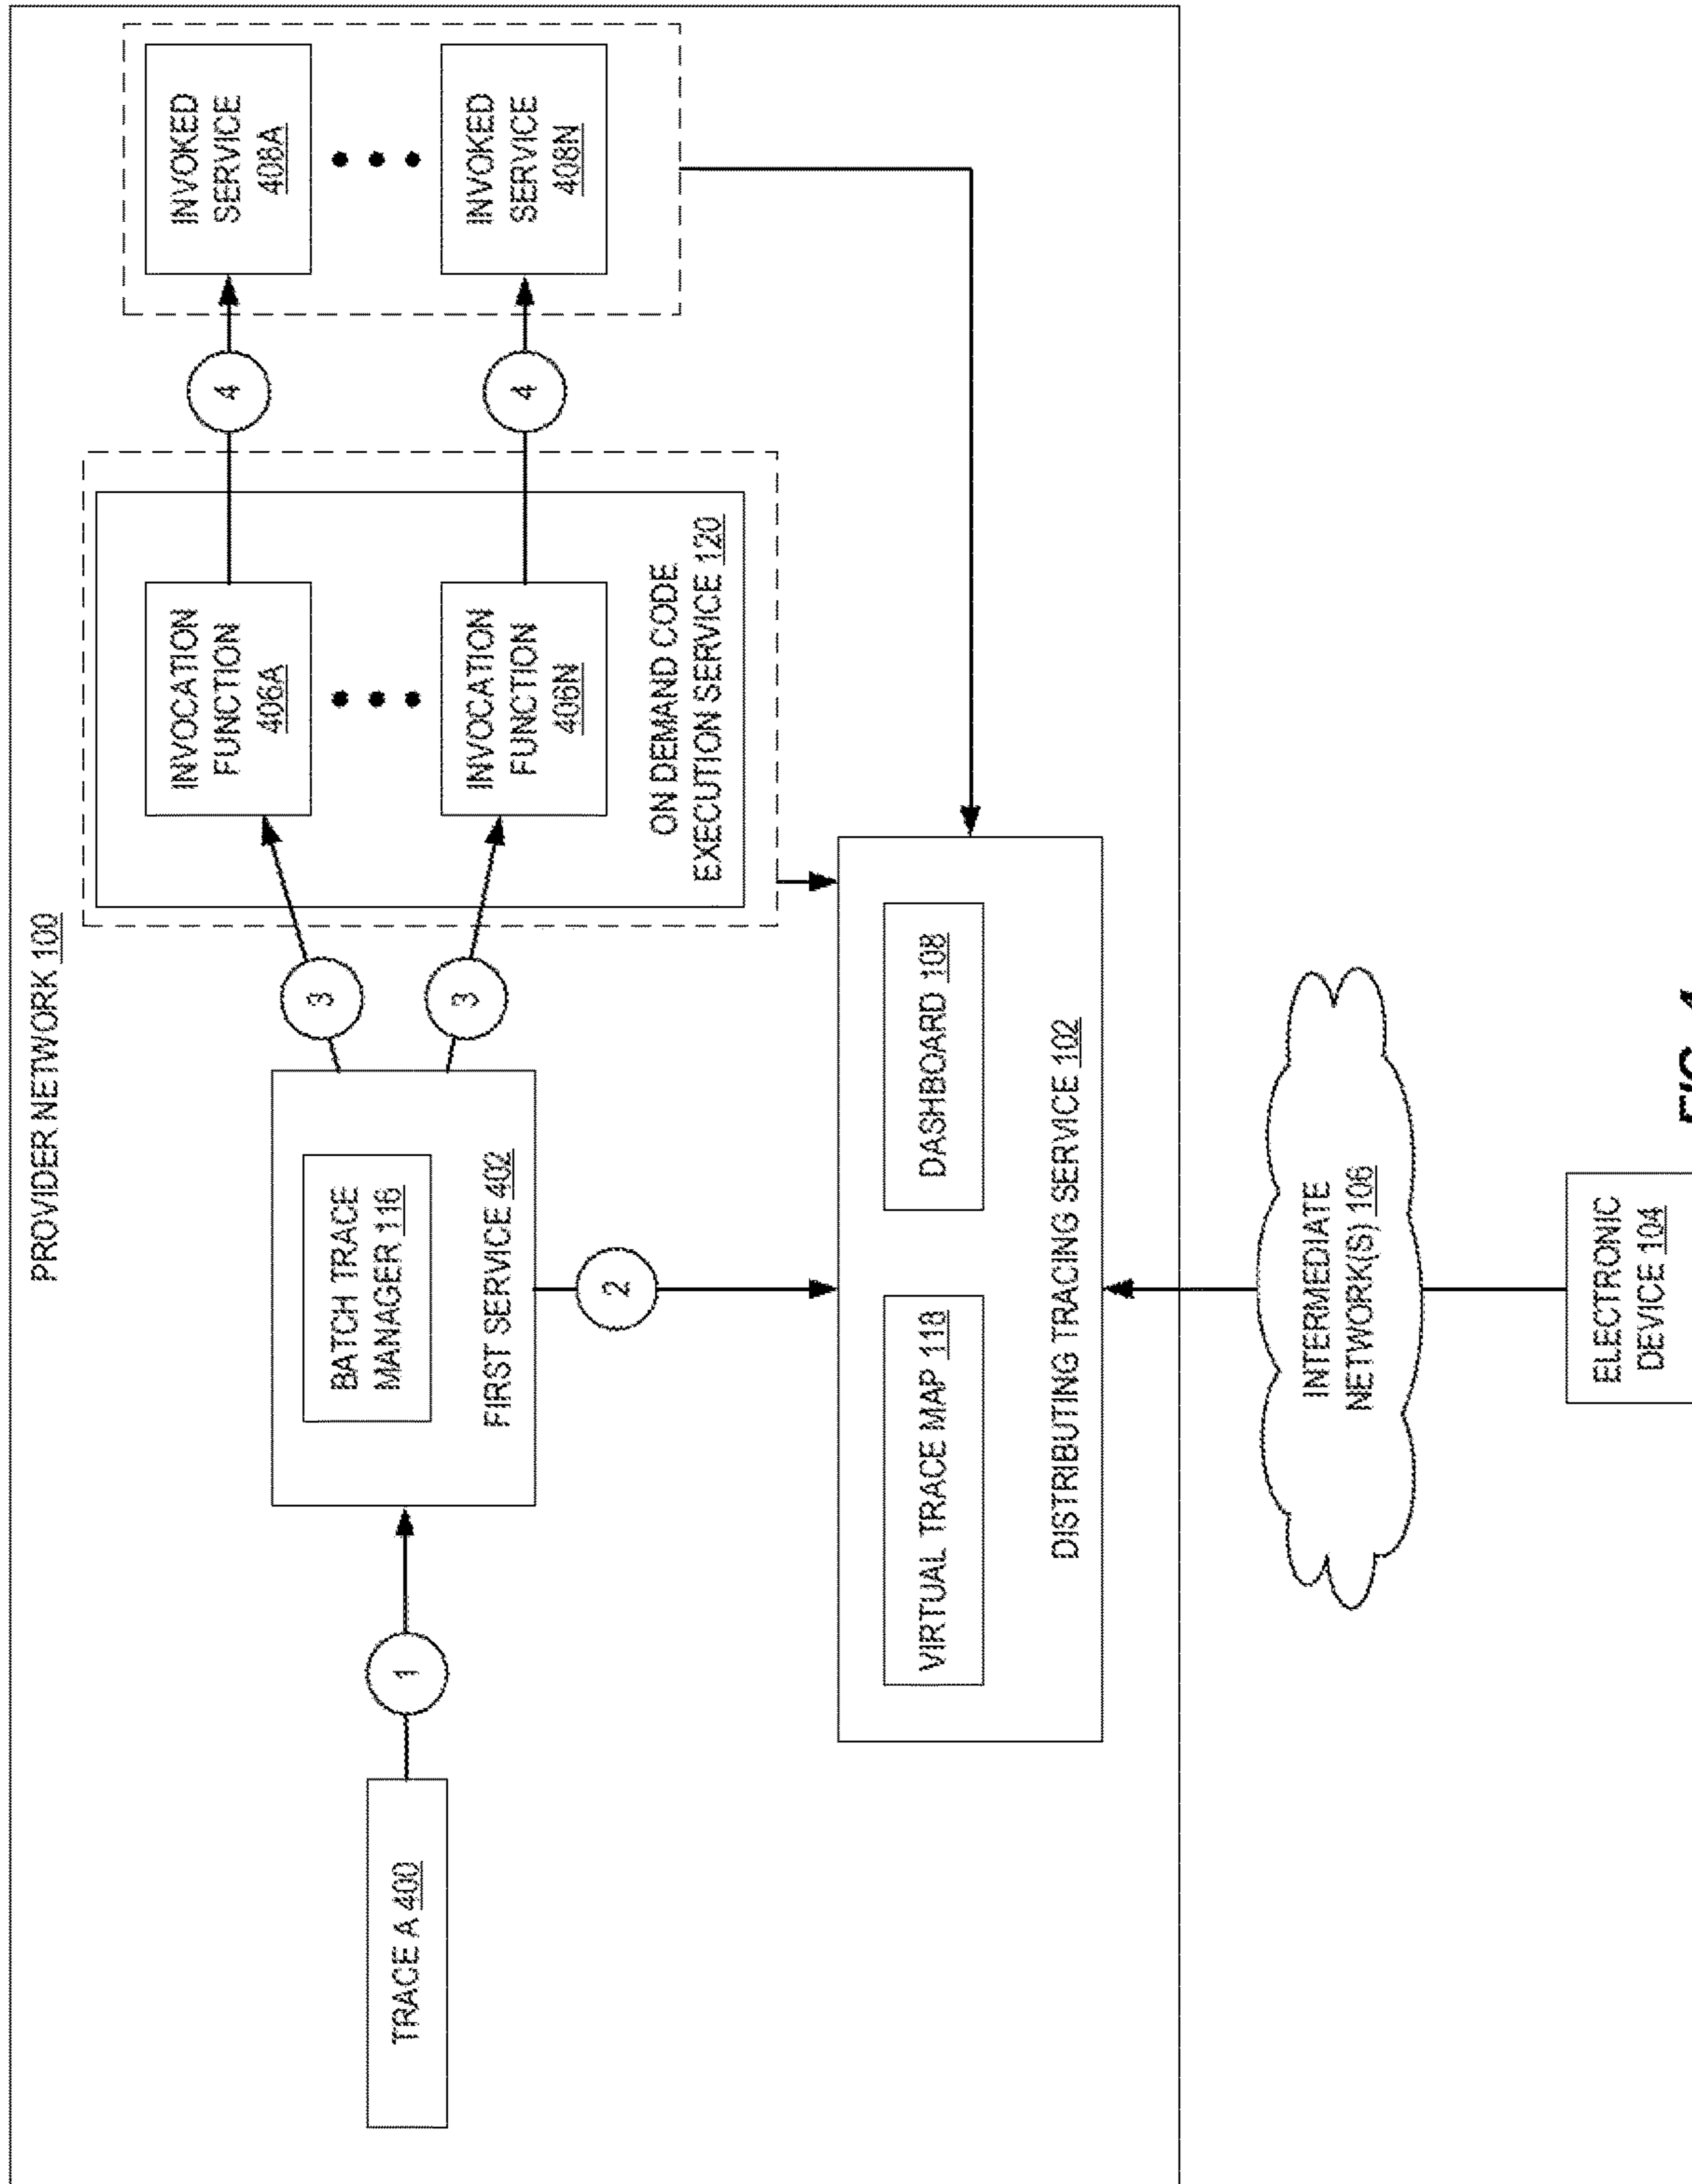 PROVIDER NETWORK 100
TRACE A 400
1
BATCH TRACE
MANAGER 116
FIRST SERVICE 402
2
3
3
INVOCATION
FUNCTION
406A
INVOCATION
FUNCTION
406N
ON DEMAND CODE
EXECUTION SERVICE 120
4
4
INVOKED
SERVICE
408A
INVOKED
SERVICE
408N
VIRTUAL TRACE MAP 118
DASHBOARD 108
DISTRIBUTING TRACING SERVICE 102
INTERMEDIATE
NETWORK(S) 106
ELECTRONIC
DEVICE 104
FIG. 4